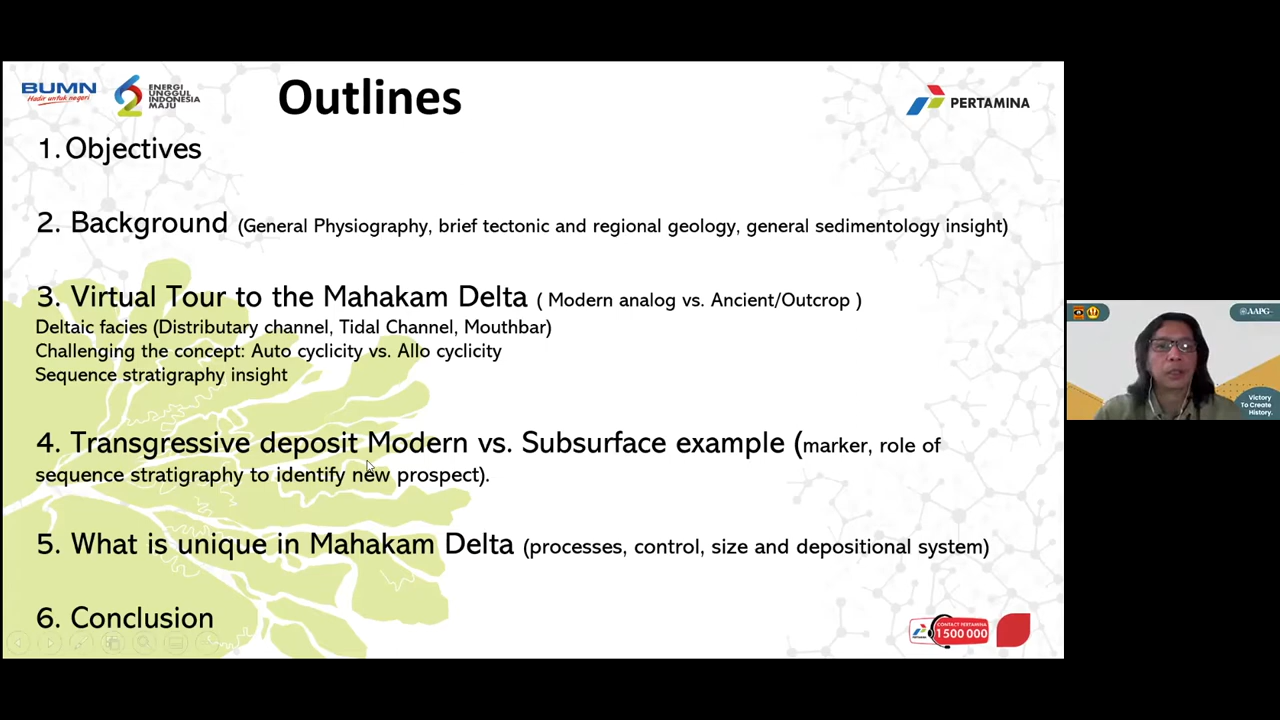 BUMN
Hadir untuk negeri
ENERGI
UNGGUL
INDONESIA
MAJU
Outlines
PERTAMINA
1. Objectives
2. Background (General Physiography, brief tectonic and regional geology, general sedimentology insight)
3. Virtual Tour to the Mahakam Delta ( Modern analog vs. Ancient/Outcrop )
Deltaic facies (Distributary channel, Tidal Channel, Mouthbar)
Challenging the concept: Auto cyclicity vs. Allo cyclicity
Sequence stratigraphy insight
4. Transgressive deposit Modern vs. Subsurface example (marker, role of
sequence stratigraphy to identify new prospect).
5. What is unique in Mahakam Delta (processes, control, size and depositional system)
6. Conclusion
CONTACT PERTAMINA
1 500 000
AAPG
Victory
To Create
History.